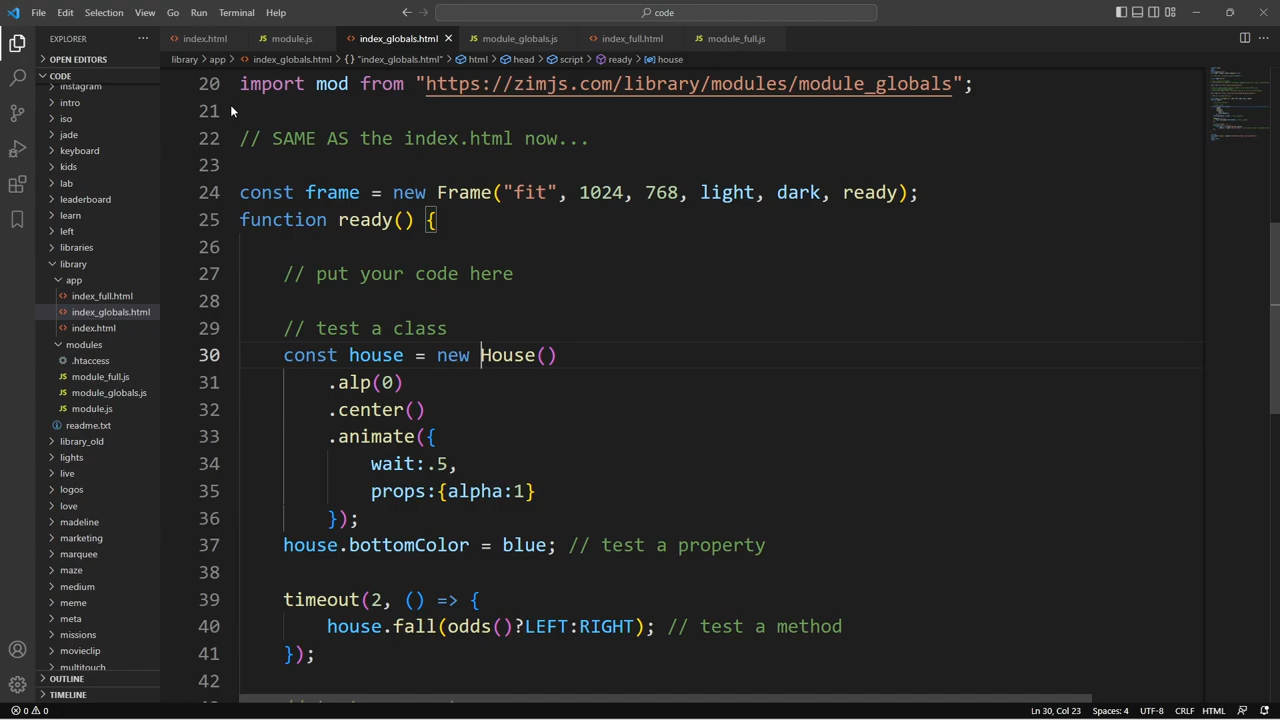 File Edit Selection View Go Run Terminal Help
code
EXPLORER
index.html
module.js
index_globals.html
module_globals.js
index_full.html
module_full.js
OPEN EDITORS
library app index_globals.html "index_globals.html" html head script ready house
CODE
instagram
intro
iso
jade
keyboard
kids
lab
leaderboard
learn
left
libraries
library
app
index_full.html
index_globals.html
index.html
modules
.htaccess
module_full.js
module_globals.js
module.js
readme.txt
library_old
lights
live
logos
love
madeline
marketing
marquee
maze
medium
meme
meta
missions
movieclip
multitouch
OUTLINE
TIMELINE
20 import mod from "https://zimjs.com/library/modules/module_globals";
21
22 // SAME AS the index.html now...
23
24 const frame = new Frame("fit", 1024, 768, light, dark, ready);
25 function ready() {
26
27 // put your code here
28
29 // test a class
30 const house = new House()
31 .alp(0)
32 .center()
33 .animate({
34 wait:.5,
35 props:{alpha:1}
36 });
37 house.bottomColor = blue; // test a property
38
39 timeout(2, () => {
40 house.fall(odds()?LEFT:RIGHT); // test a method
41 });
42
0 0
Ln 30, Col 23 Spaces: 4 UTF-8 CRLF HTML